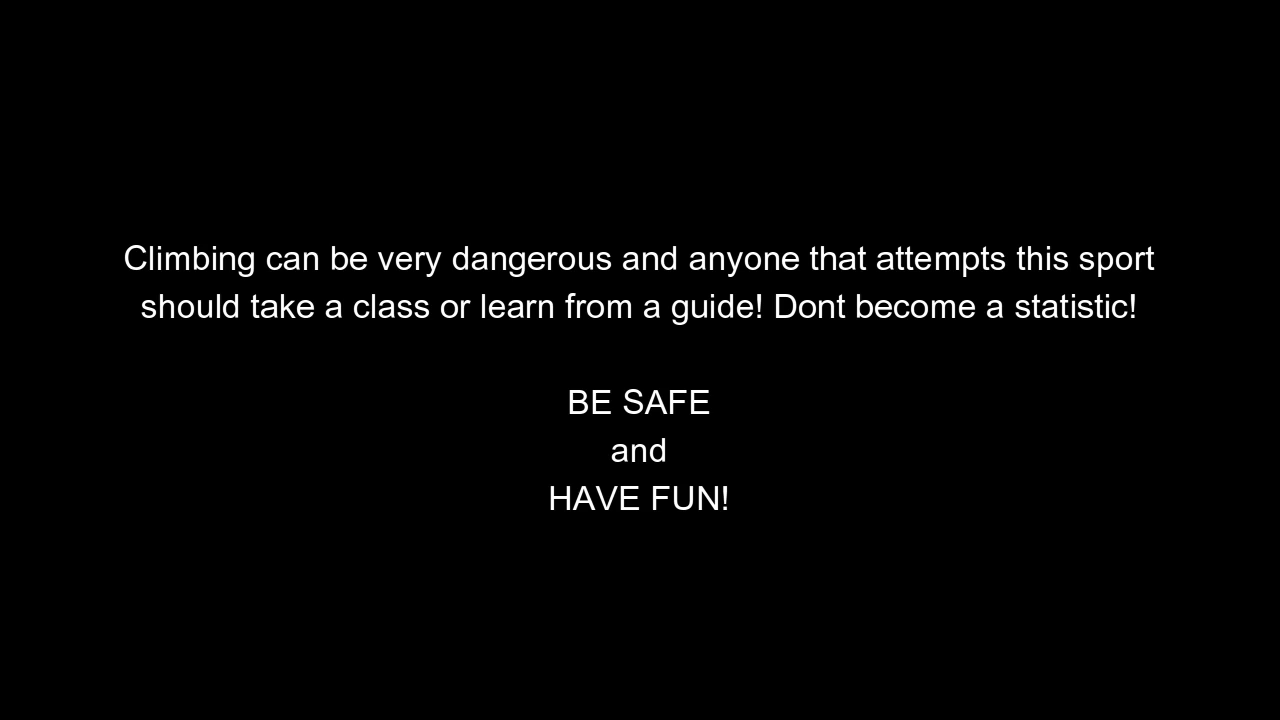 Climbing can be very dangerous and anyone that attempts this sport
should take a class or learn from a guide! Dont become a statistic!
BE SAFE
and
HAVE FUN!